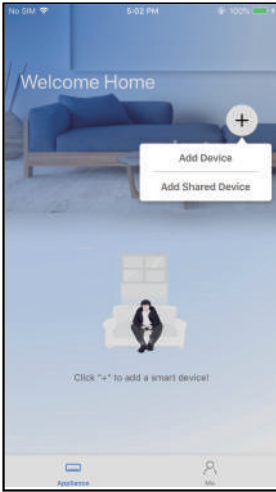 No SIM 5:02 PM 100%
Welcome Home
+
Add Device
Add Shared Device
Click "+" to add a smart device!
Appliance Me